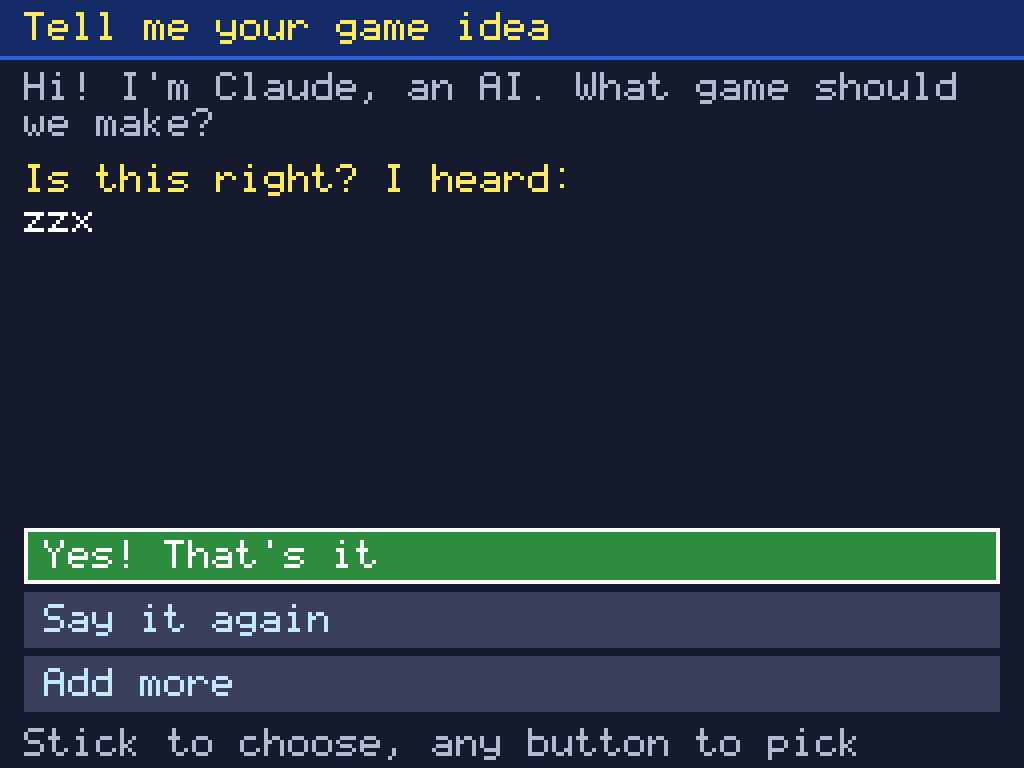 Tell me your game idea
Hi! I'm Claude, an AI. What game should
we make?
Is this right? I heard:
zzx
Yes! That's it
Say it again
Add more
Stick to choose, any button to pick